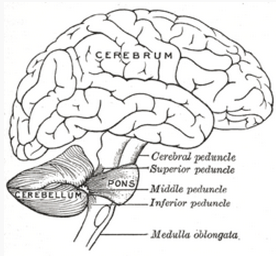 CEREBRUM
Cerebral peduncle
Superior peduncle
PONS
CEREBELLUM
Middle peduncle
Inferior peduncle
Medulla oblongata